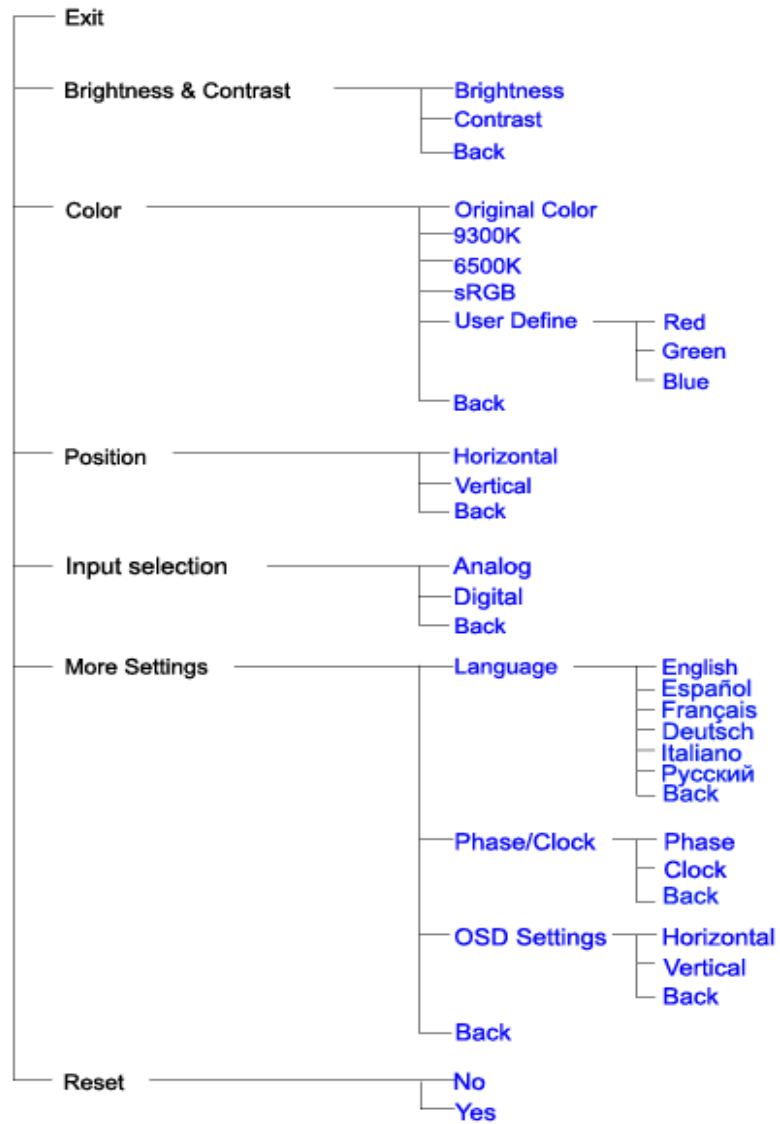 Exit
Brightness & Contrast Brightness
Contrast
Back
Color Original Color
9300K
6500K
sRGB
User Define Red
Green
Blue
Back
Position Horizontal
Vertical
Back
Input selection Analog
Digital
Back
More Settings Language English
Español
Français
Deutsch
Italiano
Русский
Back
Phase/Clock Phase
Clock
Back
OSD Settings Horizontal
Vertical
Back
Back
Reset No
Yes